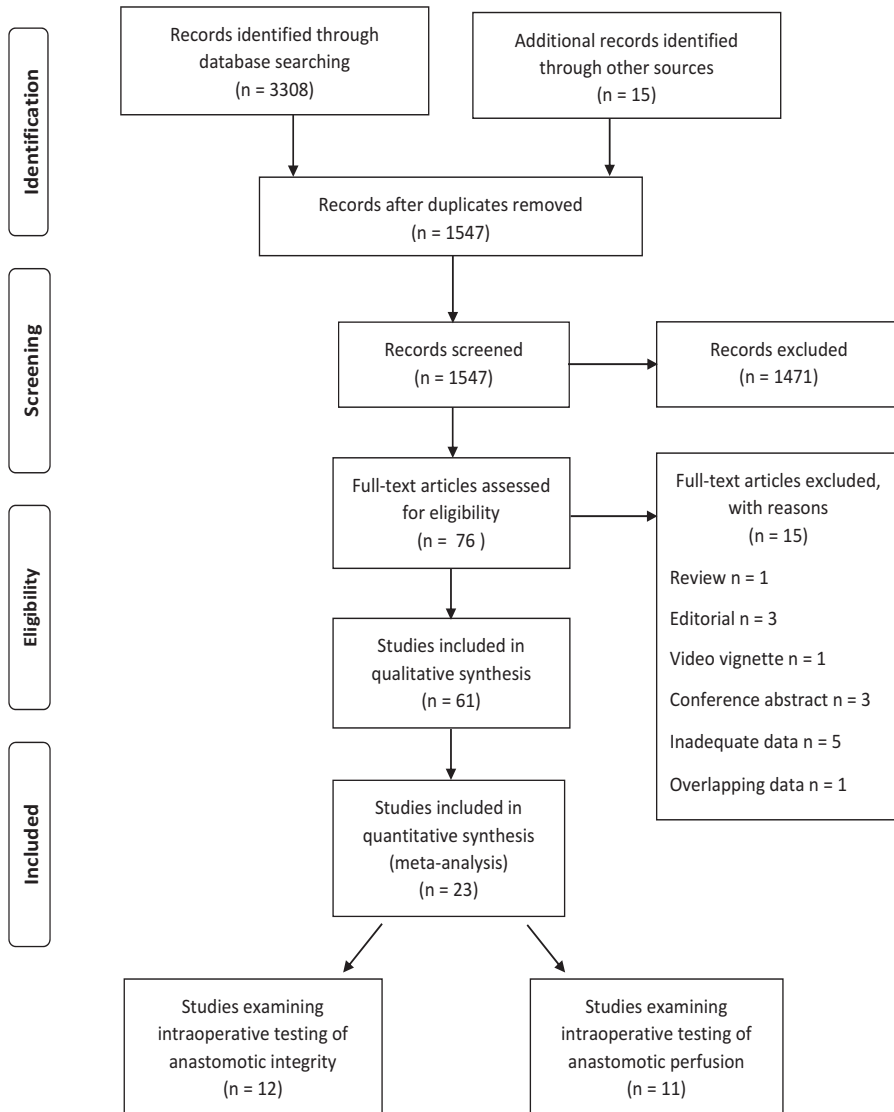 Identification
Records identified through
database searching
(n = 3308)
Additional records identified
through other sources
(n = 15)
Records after duplicates removed
(n = 1547)
Screening
Records screened
(n = 1547)
Records excluded
(n = 1471)
Eligibility
Full-text articles assessed
for eligibility
(n =  76 )
Full-text articles excluded,
with reasons
(n = 15)
Review n = 1
Editorial n = 3
Video vignette n = 1
Conference abstract n = 3
Inadequate data n = 5
Overlapping data n = 1
Studies included in
qualitative synthesis
(n = 61)
Included
Studies included in
quantitative synthesis
(meta-analysis)
(n = 23)
Studies examining
intraoperative testing of
anastomotic integrity
(n = 12)
Studies examining
intraoperative testing of
anastomotic perfusion
(n = 11)